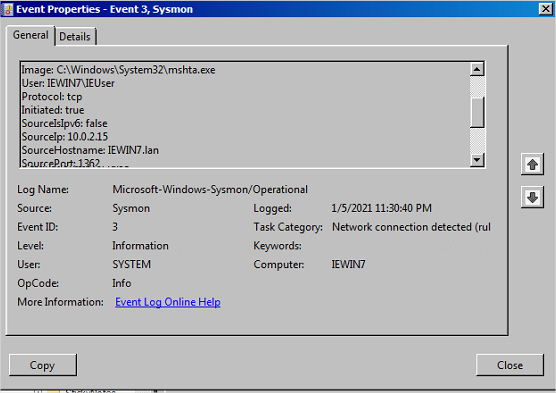 Event Properties - Event 3, Sysmon
General
Details
Image: C:\Windows\System32\mshta.exe
User: IEWIN7\IEUser
Protocol: tcp
Initiated: true
SourceIsIpv6: false
SourceIp: 10.0.2.15
SourceHostname: IEWIN7.lan
SourcePort: 1362
Log Name: Microsoft-Windows-Sysmon/Operational
Source: Sysmon Logged: 1/5/2021 11:30:40 PM
Event ID: 3 Task Category: Network connection detected (rul
Level: Information Keywords:
User: SYSTEM Computer: IEWIN7
OpCode: Info
More Information: Event Log Online Help
Copy Close